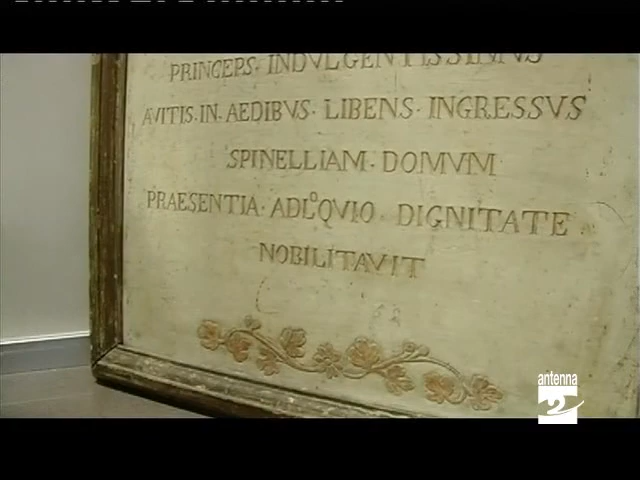 PRINCEPS · INDVLGENTISSIMVS
AVITIS · IN · AEDIBVS · LIBENS · INGRESSVS
SPINELLIAM · DOMVM
PRAESENTIA · ADLOQVIO · DIGNITATE
NOBILITAVIT
antenna
2